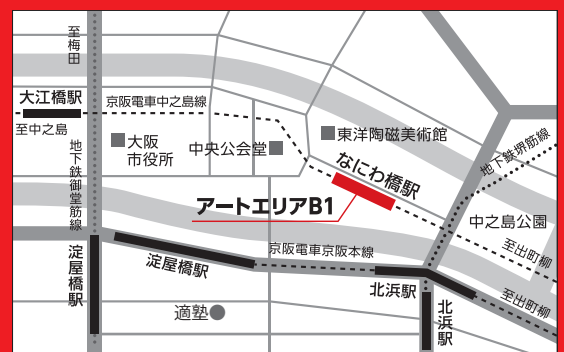 至梅田
大江橋駅
京阪電車中之島線
至中之島
地下鉄御堂筋線
大阪
市役所
中央公会堂
東洋陶磁美術館
なにわ橋駅
地下鉄堺筋線
アートエリアB1
中之島公園
京阪電車京阪本線
至出町柳
淀屋橋駅
淀屋橋駅
北浜駅
至出町柳
適塾
北浜駅